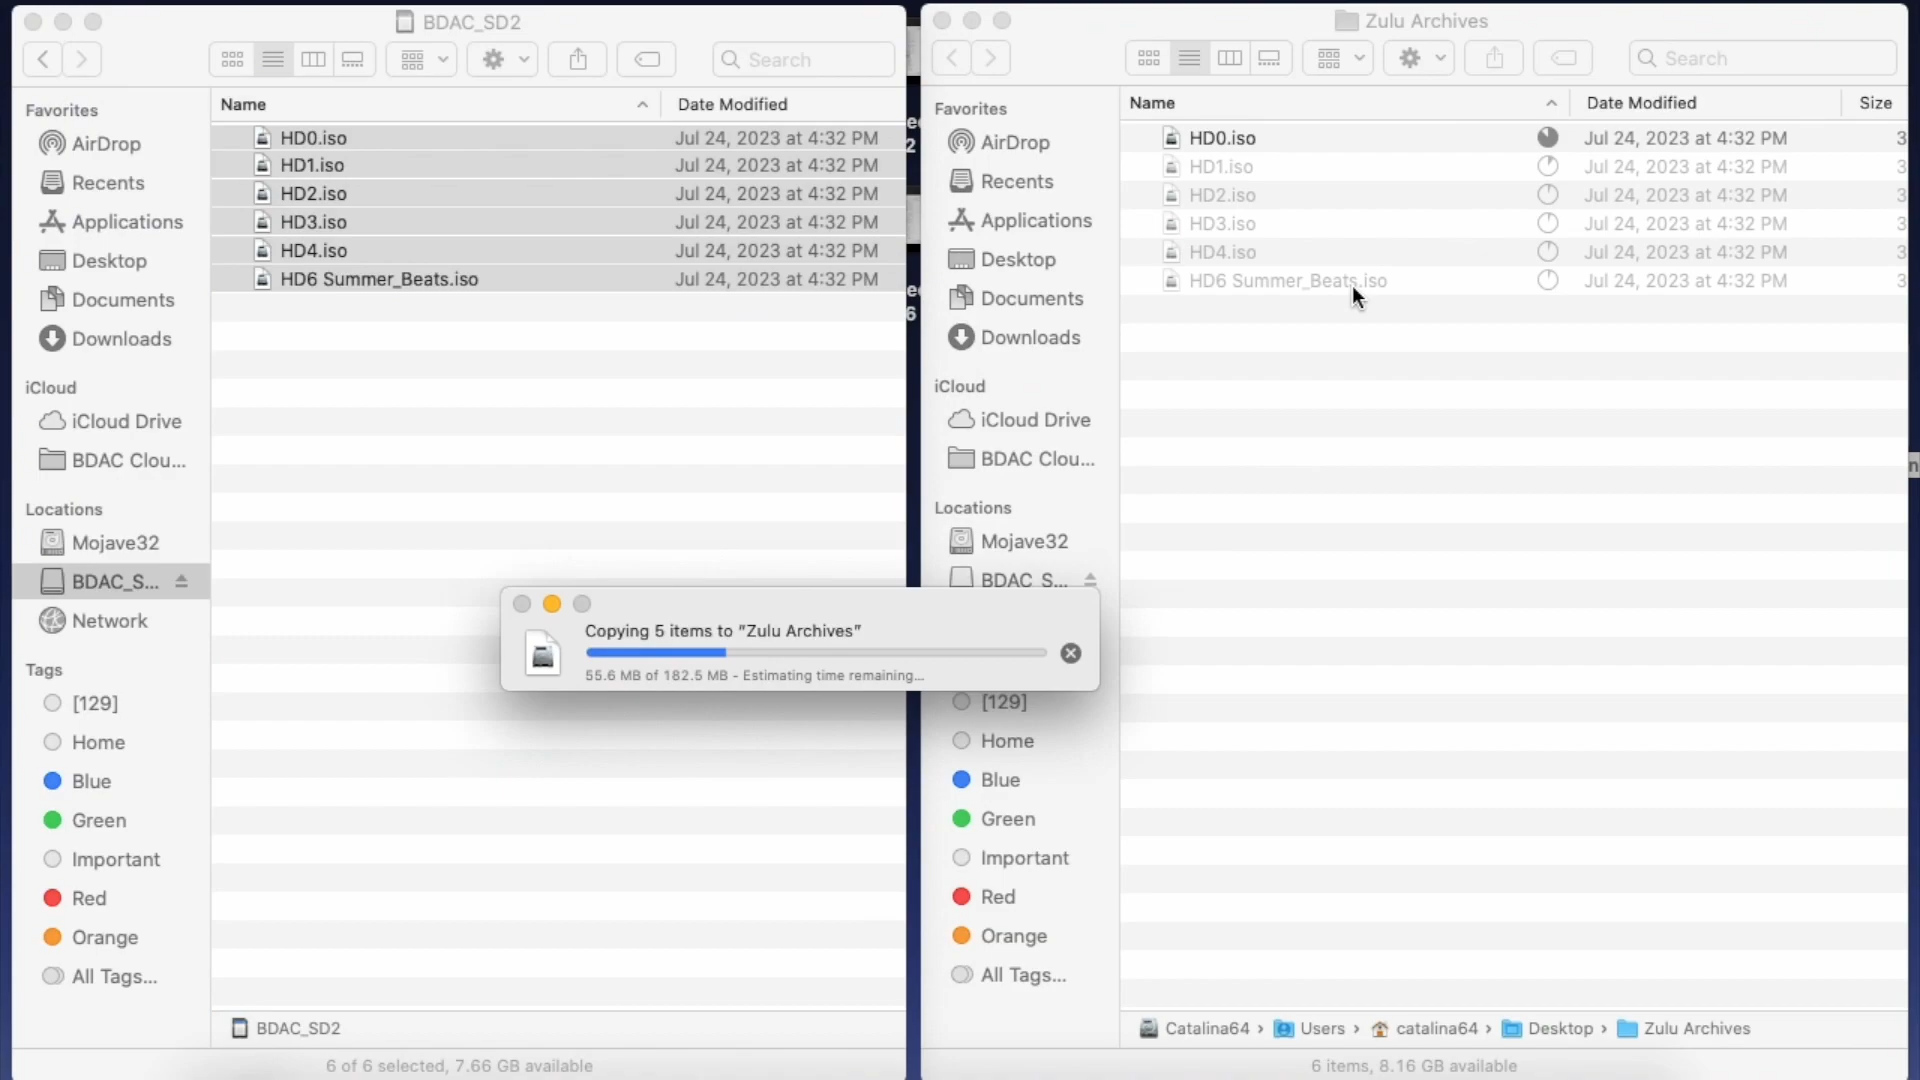 BDAC_SD2
Search
Favorites
AirDrop
Recents
Applications
Desktop
Documents
Downloads
iCloud
iCloud Drive
BDAC Clou...
Locations
Mojave32
BDAC_S...
Network
Tags
[129]
Home
Blue
Green
Important
Red
Orange
All Tags...
Name Date Modified
HD0.iso Jul 24, 2023 at 4:32 PM
HD1.iso Jul 24, 2023 at 4:32 PM
HD2.iso Jul 24, 2023 at 4:32 PM
HD3.iso Jul 24, 2023 at 4:32 PM
HD4.iso Jul 24, 2023 at 4:32 PM
HD6 Summer_Beats.iso Jul 24, 2023 at 4:32 PM
BDAC_SD2
6 of 6 selected, 7.66 GB available
Copying 5 items to “Zulu Archives”
55.6 MB of 182.5 MB - Estimating time remaining...
Zulu Archives
Search
Favorites
AirDrop
Recents
Applications
Desktop
Documents
Downloads
iCloud
iCloud Drive
BDAC Clou...
Locations
Mojave32
BDAC_S...
[129]
Home
Blue
Green
Important
Red
Orange
All Tags...
Name Date Modified Size
HD0.iso Jul 24, 2023 at 4:32 PM 3
HD1.iso Jul 24, 2023 at 4:32 PM 3
HD2.iso Jul 24, 2023 at 4:32 PM 3
HD3.iso Jul 24, 2023 at 4:32 PM 3
HD4.iso Jul 24, 2023 at 4:32 PM 3
HD6 Summer_Beats.iso Jul 24, 2023 at 4:32 PM 3
Catalina64 › Users › catalina64 › Desktop › Zulu Archives
6 items, 8.16 GB available